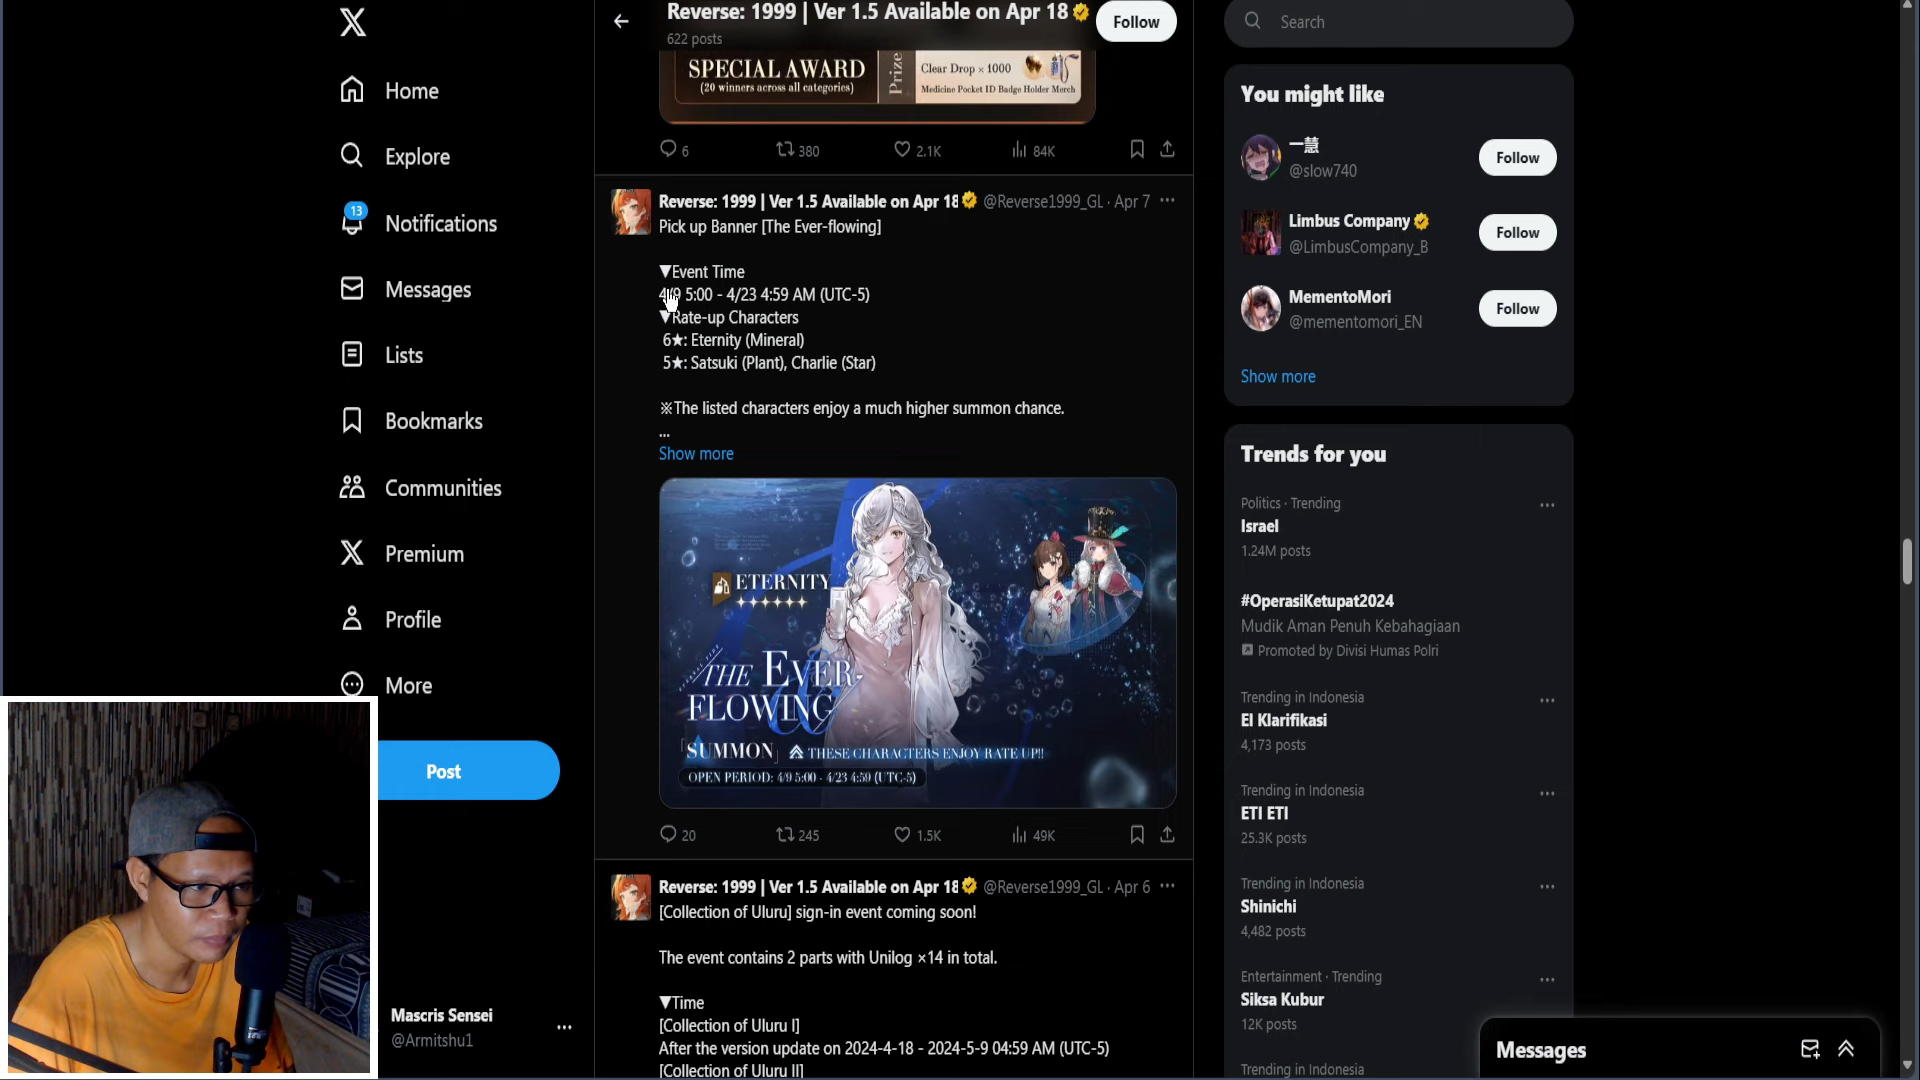 Home
Explore
13
Notifications
Messages
Lists
Bookmarks
Communities
Premium
Profile
More
Post
Mascris Sensei
@Armitshu1
Reverse: 1999 | Ver 1.5 Available on Apr 18
622 posts
Follow
SPECIAL AWARD
(20 winners across all categories)
Prize
Clear Drop × 1000
Medicine Pocket ID Badge Holder Merch
6 380 2.1K 84K
Reverse: 1999 | Ver 1.5 Available on Apr 18 @Reverse1999_GL · Apr 7
Pick up Banner [The Ever-flowing]
▼Event Time
4/9 5:00 - 4/23 4:59 AM (UTC-5)
▼Rate-up Characters
6★: Eternity (Mineral)
5★: Satsuki (Plant), Charlie (Star)
※The listed characters enjoy a much higher summon chance.
...
Show more
ETERNITY
THE EVER-
FLOWING
「SUMMON」 THESE CHARACTERS ENJOY RATE UP!!
OPEN PERIOD: 4/9 5:00 - 4/23 4:59 (UTC-5)
20 245 1.5K 49K
Reverse: 1999 | Ver 1.5 Available on Apr 18 @Reverse1999_GL · Apr 6
[Collection of Uluru] sign-in event coming soon!
The event contains 2 parts with Unilog ×14 in total.
▼Time
[Collection of Uluru I]
After the version update on 2024-4-18 - 2024-5-9 04:59 AM (UTC-5)
[Collection of Uluru II]
Search
You might like
一慧
@slow740
Follow
Limbus Company
@LimbusCompany_B
Follow
MementoMori
@mementomori_EN
Follow
Show more
Trends for you
Politics · Trending
Israel
1.24M posts
#OperasiKetupat2024
Mudik Aman Penuh Kebahagiaan
Promoted by Divisi Humas Polri
Trending in Indonesia
El Klarifikasi
4,173 posts
Trending in Indonesia
ETI ETI
25.3K posts
Trending in Indonesia
Shinichi
4,482 posts
Entertainment · Trending
Siksa Kubur
12K posts
Trending in Indonesia
Messages